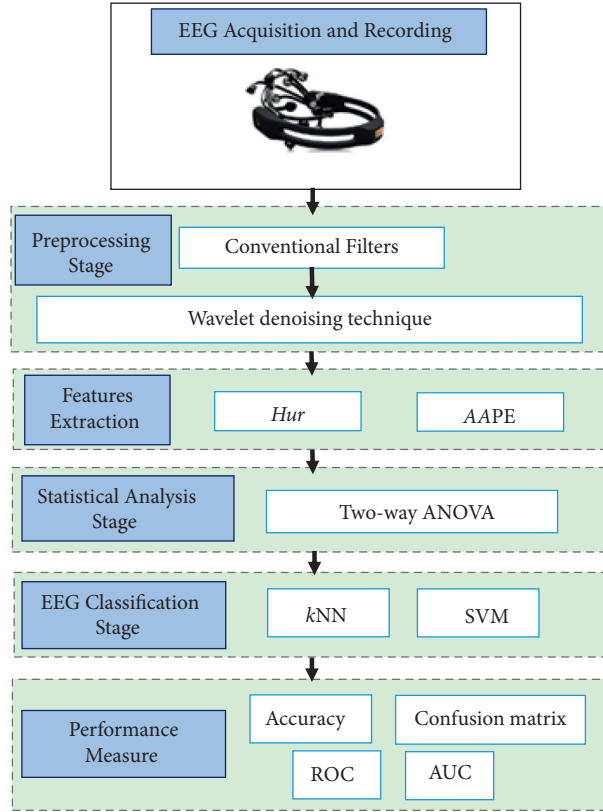 EEG Acquisition and Recording
Preprocessing
Stage
Conventional Filters
Wavelet denoising technique
Features
Extraction
Hur
AAPE
Statistical Analysis
Stage
Two-way ANOVA
EEG Classification
Stage
kNN
SVM
Performance
Measure
Accuracy
Confusion matrix
ROC
AUC